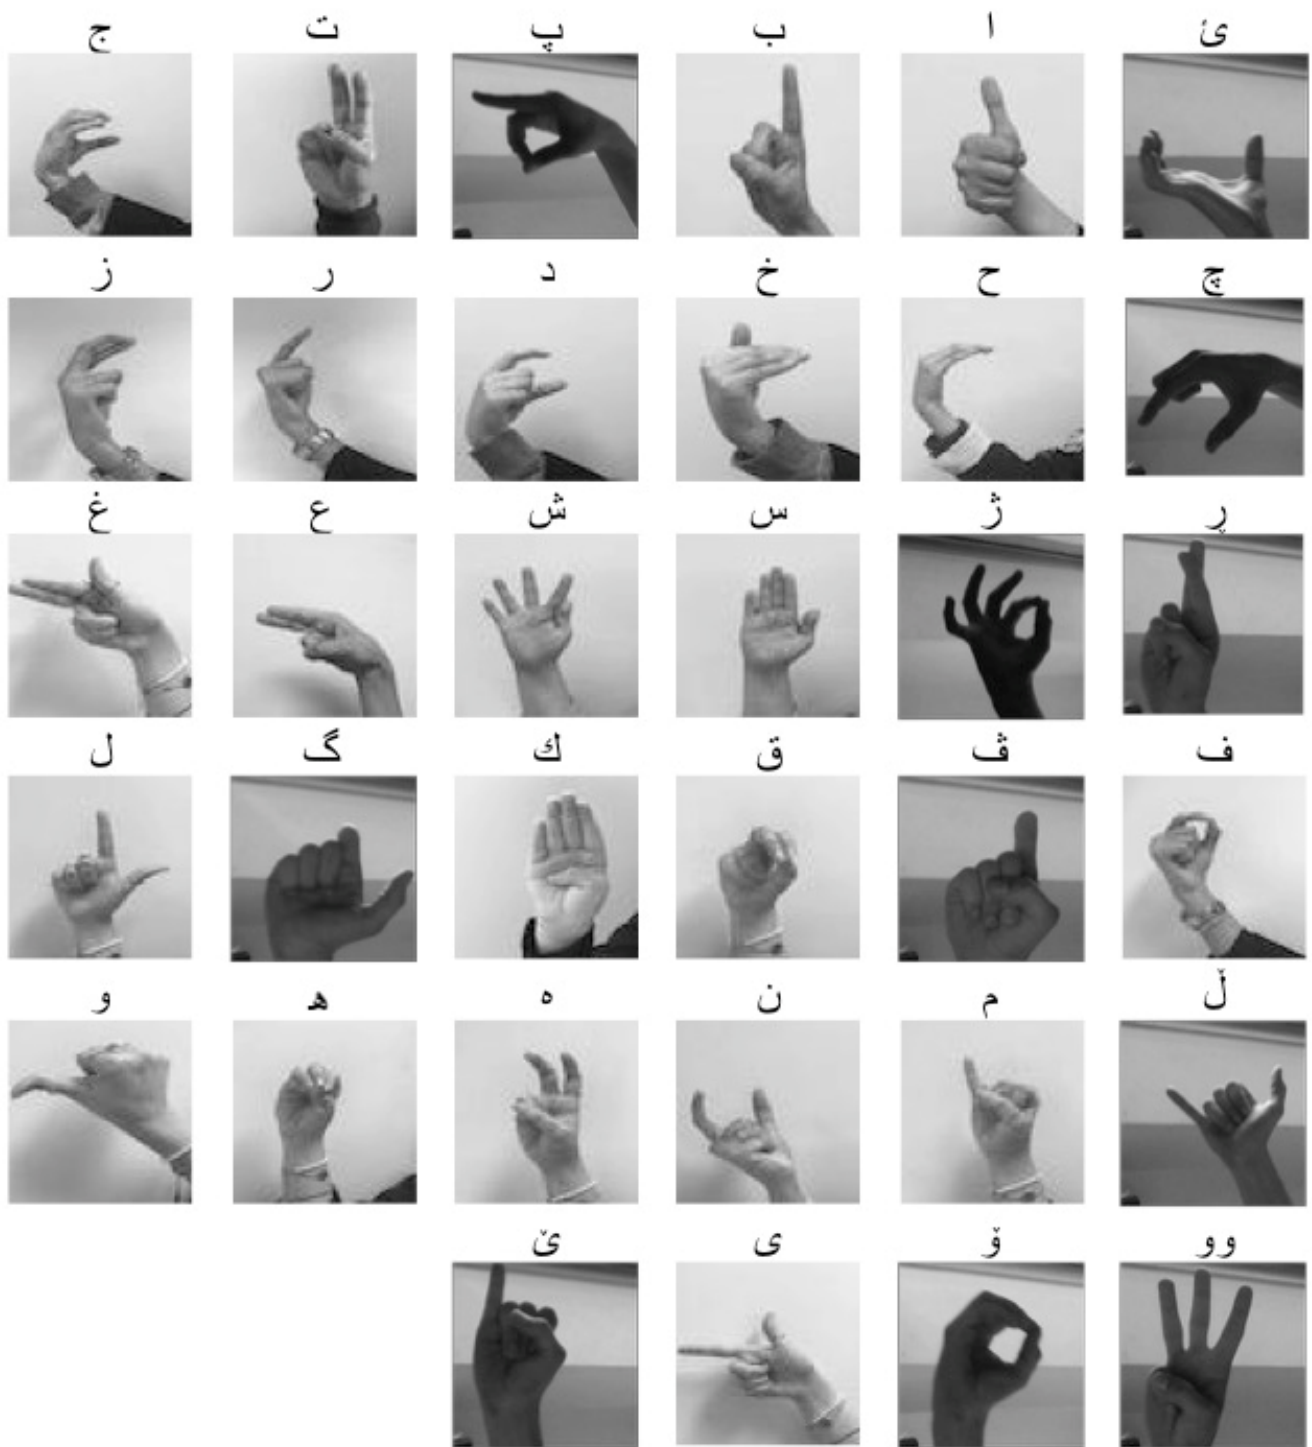 ئ ا ب پ ت ج
چ ح خ د ر ز
ڕ ژ س ش ع غ
ف ڤ ق ك گ ل
ڵ م ن ه ھ و
وو ۆ ى ێ